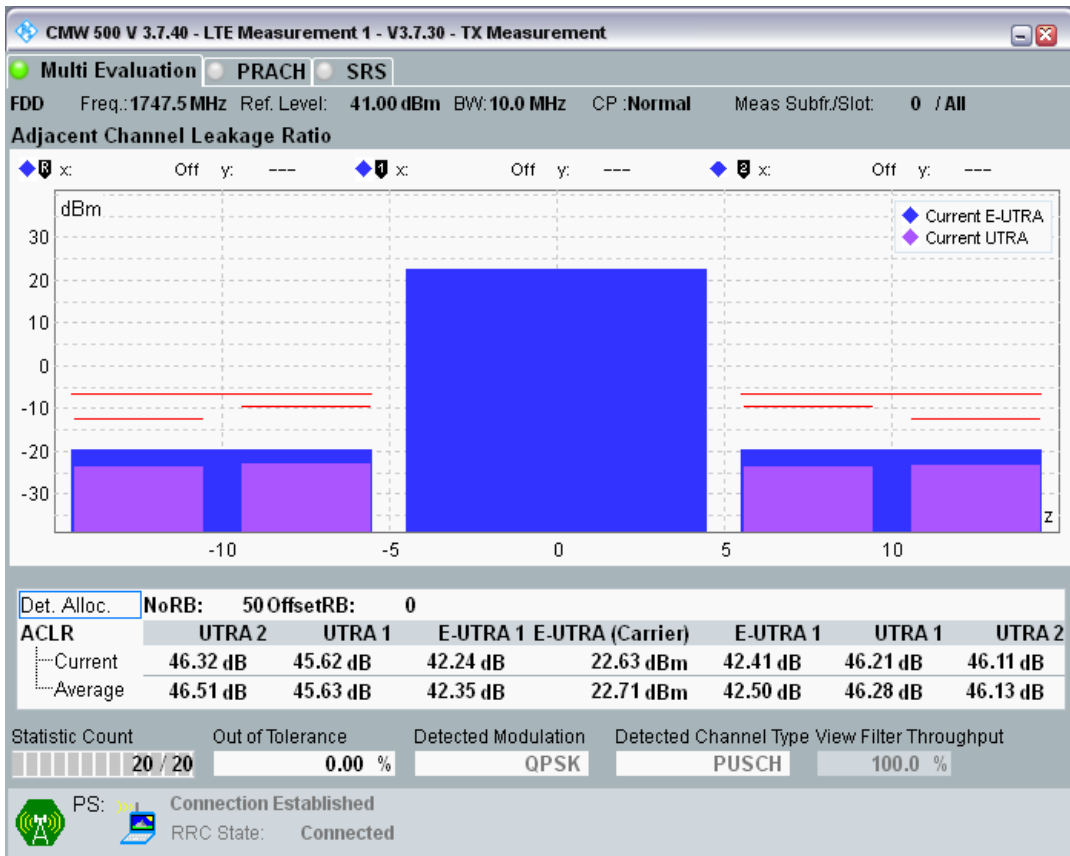 CMW 500 V 3.7.40 - LTE Measurement 1 - V3.7.30 - TX Measurement
Multi Evaluation PRACH SRS
FDD Freq.:1747.5 MHz Ref. Level: 41.00 dBm BW:10.0 MHz CP :Normal Meas Subfr./Slot: 0 / All
Adjacent Channel Leakage Ratio
R x: Off y: --- 1 x: Off y: --- 2 x: Off y: ---
dBm
Current E-UTRA
Current UTRA
30
20
10
0
-10
-20
-30
z
-10 -5 0 5 10
Det. Alloc. NoRB: 50 OffsetRB: 0
ACLR UTRA 2 UTRA 1 E-UTRA 1 E-UTRA (Carrier) E-UTRA 1 UTRA 1 UTRA 2
Current 46.32 dB 45.62 dB 42.24 dB 22.63 dBm 42.41 dB 46.21 dB 46.11 dB
Average 46.51 dB 45.63 dB 42.35 dB 22.71 dBm 42.50 dB 46.28 dB 46.13 dB
Statistic Count Out of Tolerance Detected Modulation Detected Channel Type View Filter Throughput
20 / 20 0.00 % QPSK PUSCH 100.0 %
PS: Connection Established
RRC State: Connected